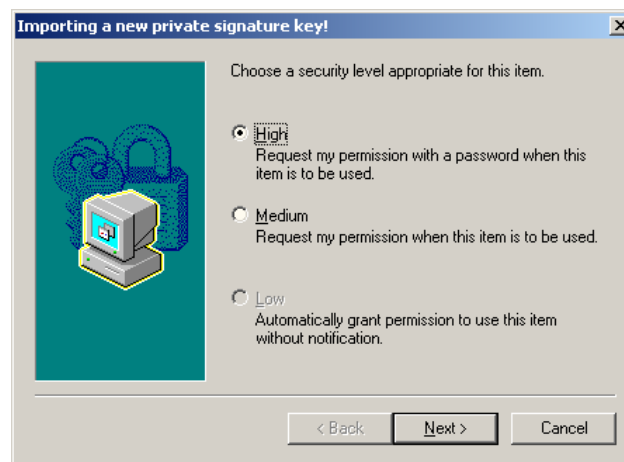 Importing a new private signature key!
Choose a security level appropriate for this item.
High
Request my permission with a password when this
item is to be used.
Medium
Request my permission when this item is to be used.
Low
Automatically grant permission to use this item
without notification.
< Back
Next >
Cancel